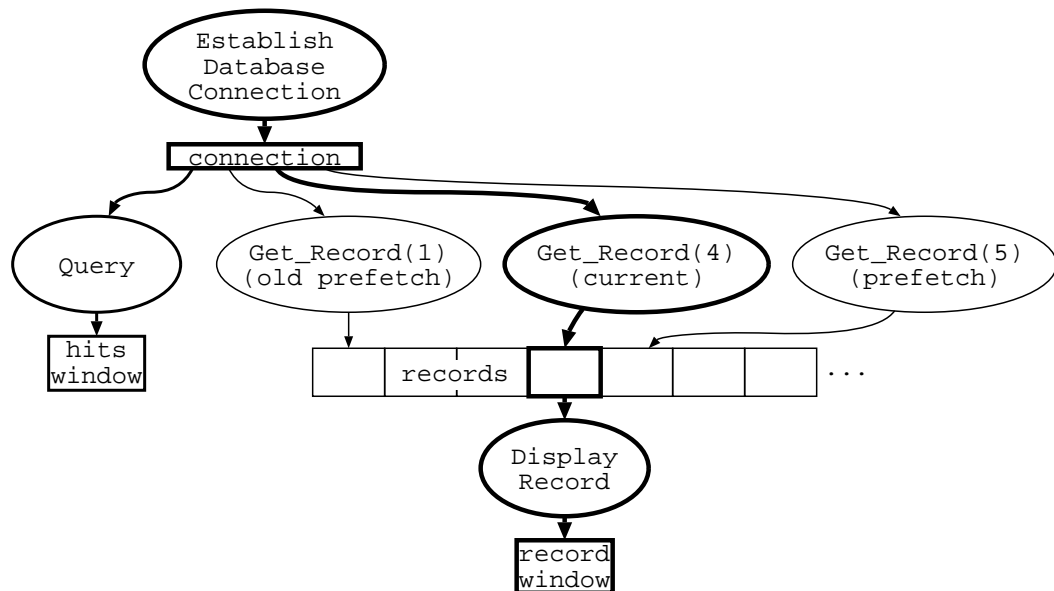 Establish
Database
Connection
connection
Query
Get_Record(1)
(old prefetch)
Get_Record(4)
(current)
Get_Record(5)
(prefetch)
hits
window
records
...
Display
Record
record
window